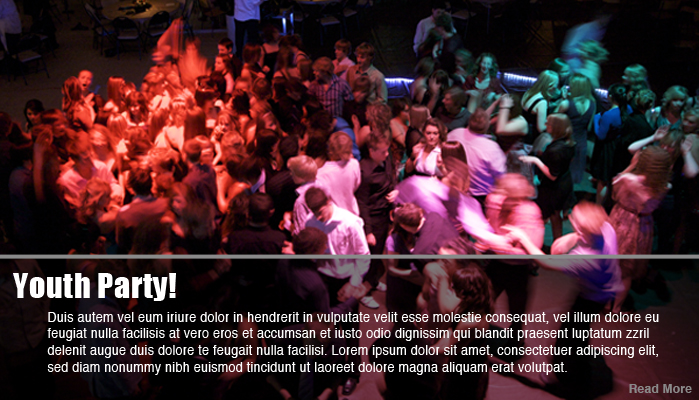 Youth Party!
Duis autem vel eum iriure dolor in hendrerit in vulputate velit esse molestie consequat, vel illum dolore eu
feugiat nulla facilisis at vero eros et accumsan et iusto odio dignissim qui blandit praesent luptatum zzril
delenit augue duis dolore te feugait nulla facilisi. Lorem ipsum dolor sit amet, consectetuer adipiscing elit,
sed diam nonummy nibh euismod tincidunt ut laoreet dolore magna aliquam erat volutpat.
Read More